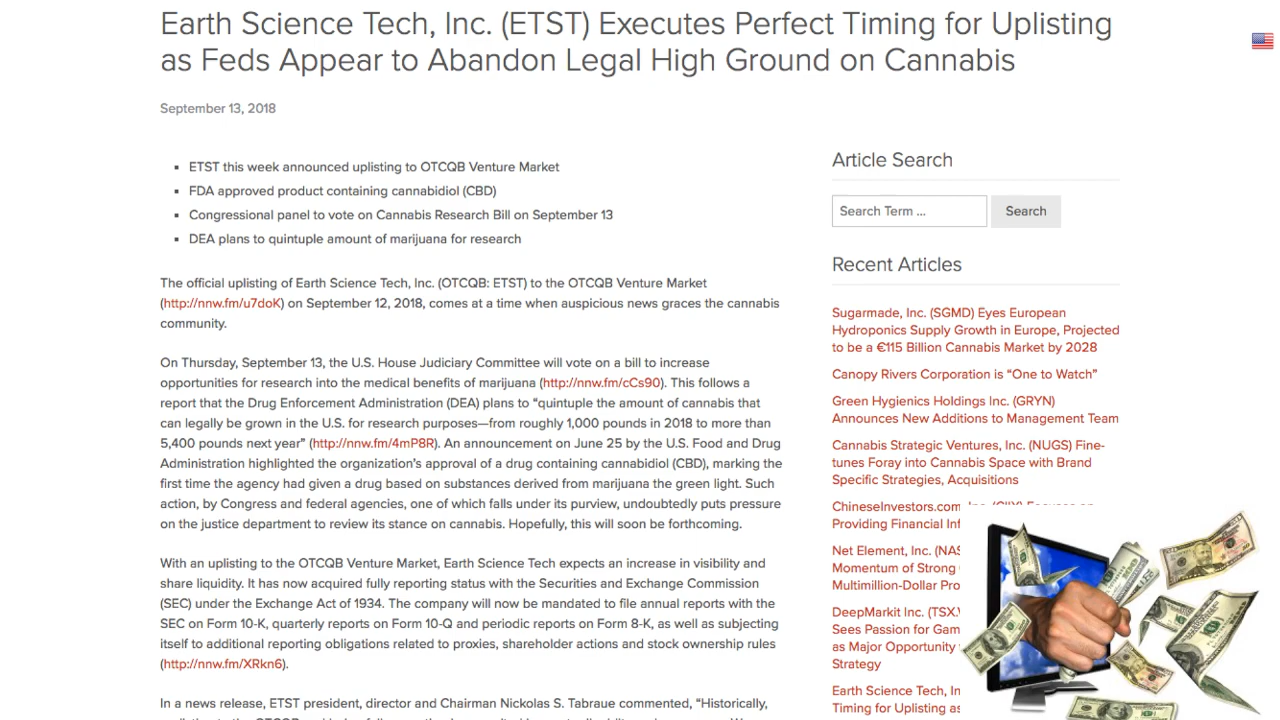 Earth Science Tech, Inc. (ETST) Executes Perfect Timing for Uplisting
as Feds Appear to Abandon Legal High Ground on Cannabis
September 13, 2018
ETST this week announced uplisting to OTCQB Venture Market
FDA approved product containing cannabidiol (CBD)
Congressional panel to vote on Cannabis Research Bill on September 13
DEA plans to quintuple amount of marijuana for research
The official uplisting of Earth Science Tech, Inc. (OTCQB: ETST) to the OTCQB Venture Market
(http://nnw.fm/u7doK) on September 12, 2018, comes at a time when auspicious news graces the cannabis
community.
On Thursday, September 13, the U.S. House Judiciary Committee will vote on a bill to increase
opportunities for research into the medical benefits of marijuana (http://nnw.fm/cCs90). This follows a
report that the Drug Enforcement Administration (DEA) plans to “quintuple the amount of cannabis that
can legally be grown in the U.S. for research purposes—from roughly 1,000 pounds in 2018 to more than
5,400 pounds next year” (http://nnw.fm/4mP8R). An announcement on June 25 by the U.S. Food and Drug
Administration highlighted the organization’s approval of a drug containing cannabidiol (CBD), marking the
first time the agency had given a drug based on substances derived from marijuana the green light. Such
action, by Congress and federal agencies, one of which falls under its purview, undoubtedly puts pressure
on the justice department to review its stance on cannabis. Hopefully, this will soon be forthcoming.
With an uplisting to the OTCQB Venture Market, Earth Science Tech expects an increase in visibility and
share liquidity. It has now acquired fully reporting status with the Securities and Exchange Commission
(SEC) under the Exchange Act of 1934. The company will now be mandated to file annual reports with the
SEC on Form 10-K, quarterly reports on Form 10-Q and periodic reports on Form 8-K, as well as subjecting
itself to additional reporting obligations related to proxies, shareholder actions and stock ownership rules
(http://nnw.fm/XRkn6).
In a news release, ETST president, director and Chairman Nickolas S. Tabraue commented, “Historically,
Article Search
Search Term ...
Search
Recent Articles
Sugarmade, Inc. (SGMD) Eyes European
Hydroponics Supply Growth in Europe, Projected
to be a €115 Billion Cannabis Market by 2028
Canopy Rivers Corporation is “One to Watch”
Green Hygienics Holdings Inc. (GRYN)
Announces New Additions to Management Team
Cannabis Strategic Ventures, Inc. (NUGS) Fine-
tunes Foray into Cannabis Space with Brand
Specific Strategies, Acquisitions
ChineseInvestors.com
Providing Financial Inf
Net Element, Inc. (NAS
Momentum of Strong
Multimillion-Dollar Pro
DeepMarkit Inc. (TSX.V
Sees Passion for Gam
as Major Opportunity
Strategy
Earth Science Tech, In
Timing for Uplisting as